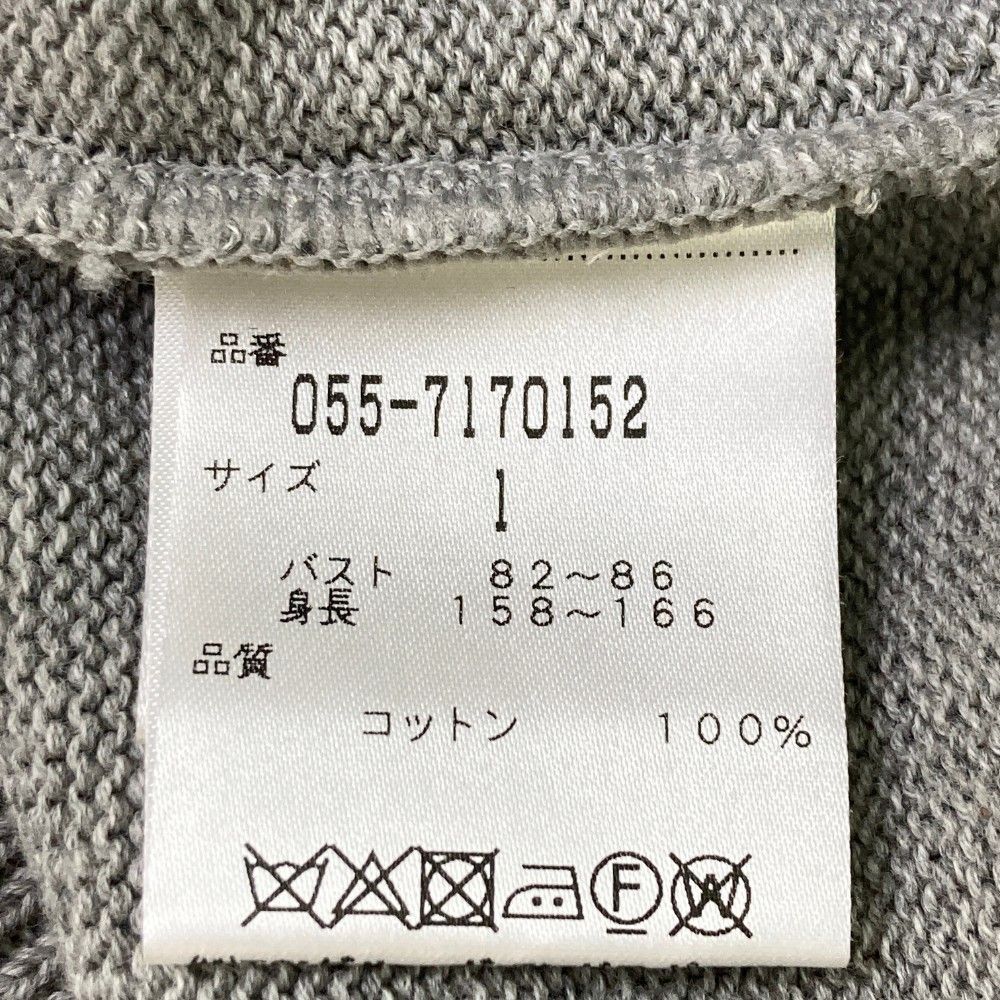 品番
055-7170152
サイズ
1
バスト 82～86
身長 158～166
品質
コットン 100%
F
W